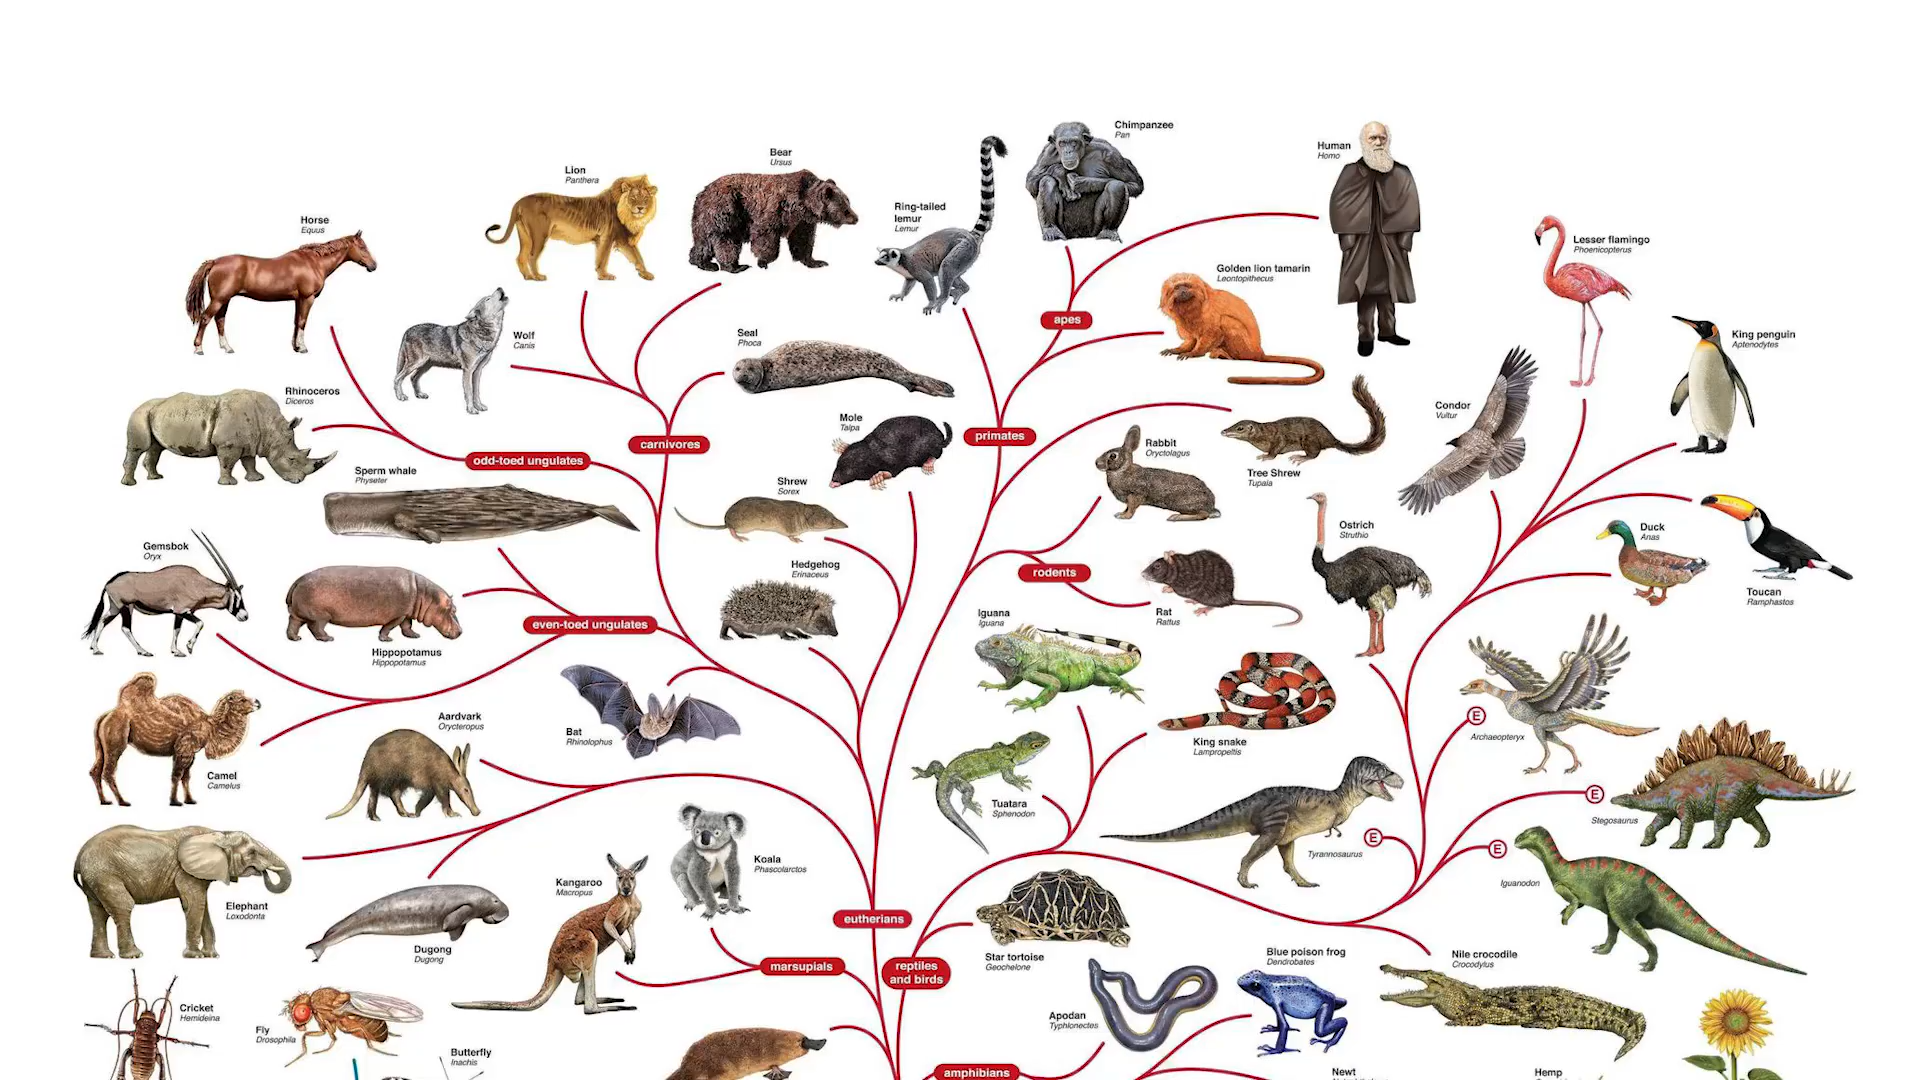 Chimpanzee
Pan
Human
Homo
Bear
Ursus
Lion
Panthera
Ring-tailed
lemur
Lemur
Horse
Equus
Lesser flamingo
Phoenicopterus
Golden lion tamarin
Leontopithecus
apes
Wolf
Canis
Seal
Phoca
King penguin
Aptenodytes
Rhinoceros
Diceros
Condor
Vultur
Mole
Talpa
carnivores
primates
Rabbit
Oryctolagus
odd-toed ungulates
Sperm whale
Physeter
Tree Shrew
Tupaia
Shrew
Sorex
Ostrich
Struthio
Duck
Anas
Gemsbok
Oryx
Hedgehog
Erinaceus
rodents
Toucan
Ramphastos
Rat
Rattus
Iguana
Iguana
even-toed ungulates
Hippopotamus
Hippopotamus
Aardvark
Orycteropus
E
Archaeopteryx
Bat
Rhinolophus
King snake
Lampropeltis
Camel
Camelus
Tuatara
Sphenodon
E
Stegosaurus
E
Tyrannosaurus
E
Iguanodon
Koala
Phascolarctos
Kangaroo
Macropus
Elephant
Loxodonta
eutherians
Dugong
Dugong
Star tortoise
Geochelone
Blue poison frog
Dendrobates
Nile crocodile
Crocodylus
marsupials
reptiles
and birds
Cricket
Hemideina
Apodan
Typhlonectes
Fly
Drosophila
Butterfly
Inachis
amphibians
Newt
Hemp